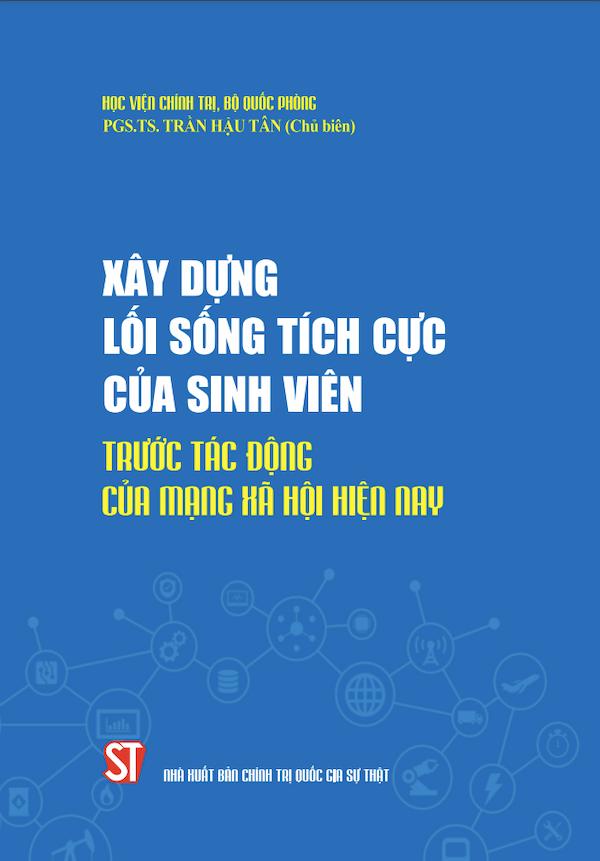 HỌC VIỆN CHÍNH TRỊ, BỘ QUỐC PHÒNG
PGS.TS. TRẦN HẬU TÂN (Chủ biên)
XÂY DỰNG
LỐI SỐNG TÍCH CỰC
CỦA SINH VIÊN
TRƯỚC TÁC ĐỘNG
CỦA MẠNG XÃ HỘI HIỆN NAY
ST
NHÀ XUẤT BẢN CHÍNH TRỊ QUỐC GIA SỰ THẬT